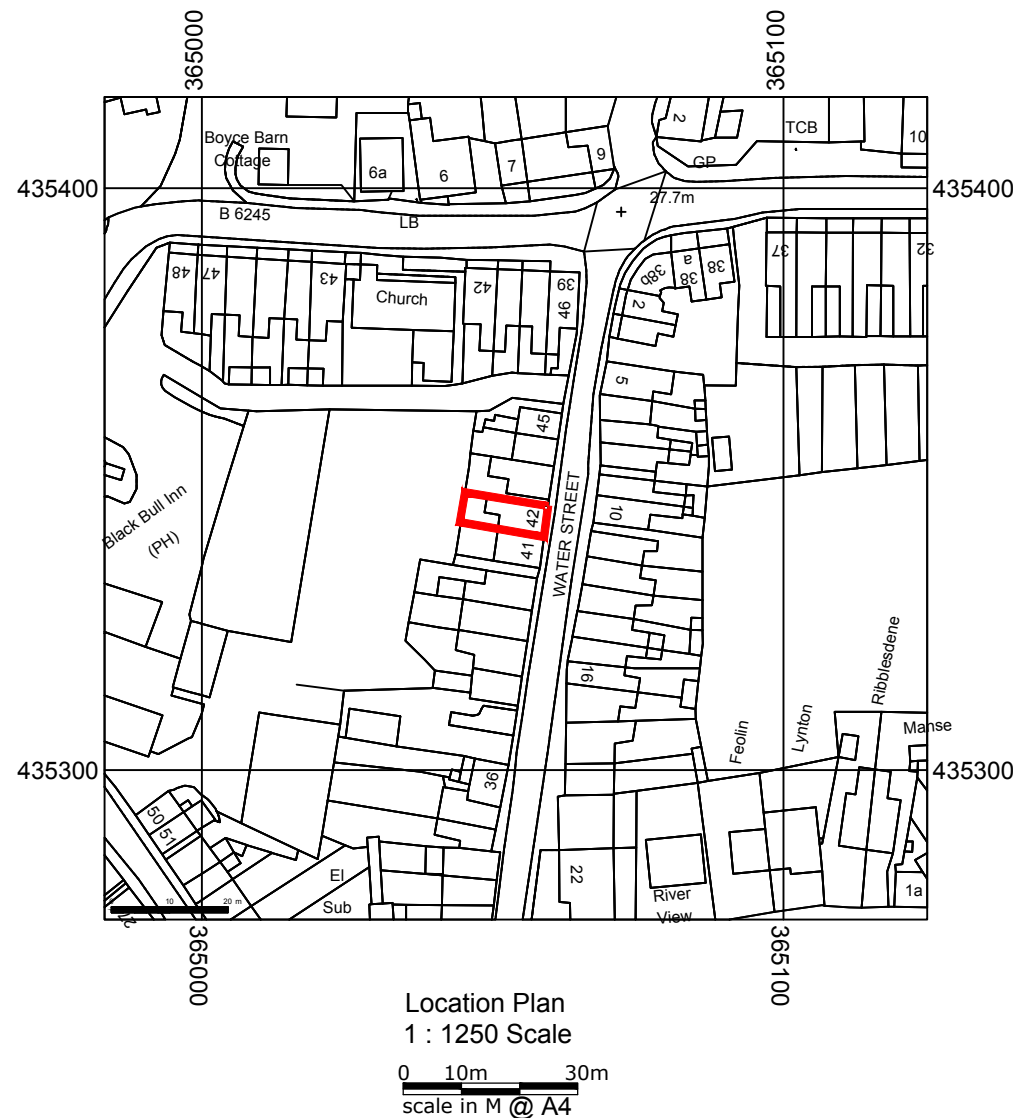 365000
365100
Boyce Barn
Cottage
6a
6
7
9
2
TCB
10
GP
435400
27.7m
435400
B 6245
LB
48
47
43
Church
42
39
46
38b
38
a
38
37
32
2
5
45
Black Bull Inn
(PH)
42
41
WATER STREET
10
16
Feolin
Lynton
Ribblesdene
Manse
435300
36
435300
50
51
El
Sub
22
River
View
1a
10
20 m
27
365000
365100
Location Plan
1 : 1250 Scale
0 10m 30m
scale in M @ A4